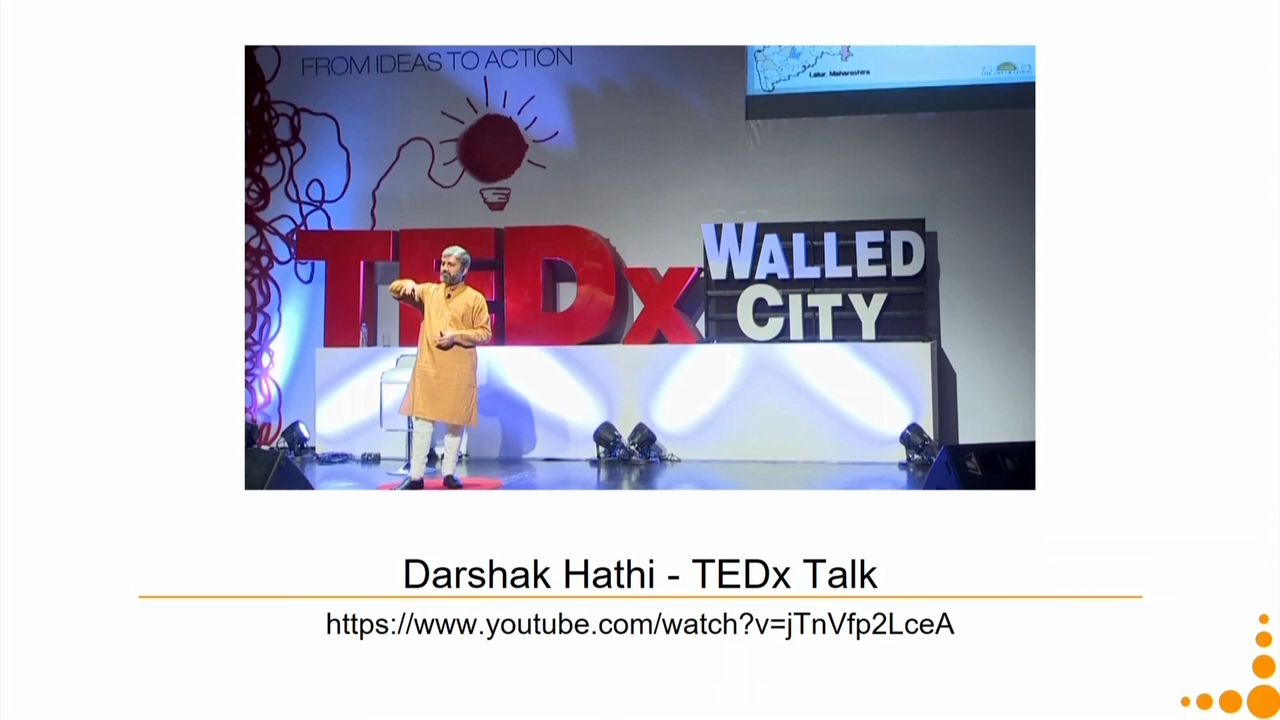 FROM IDEAS TO ACTION
Latur, Maharashtra
TEDx
WALLED
CITY
Darshak Hathi - TEDx Talk
https://www.youtube.com/watch?v=jTnVfp2LceA